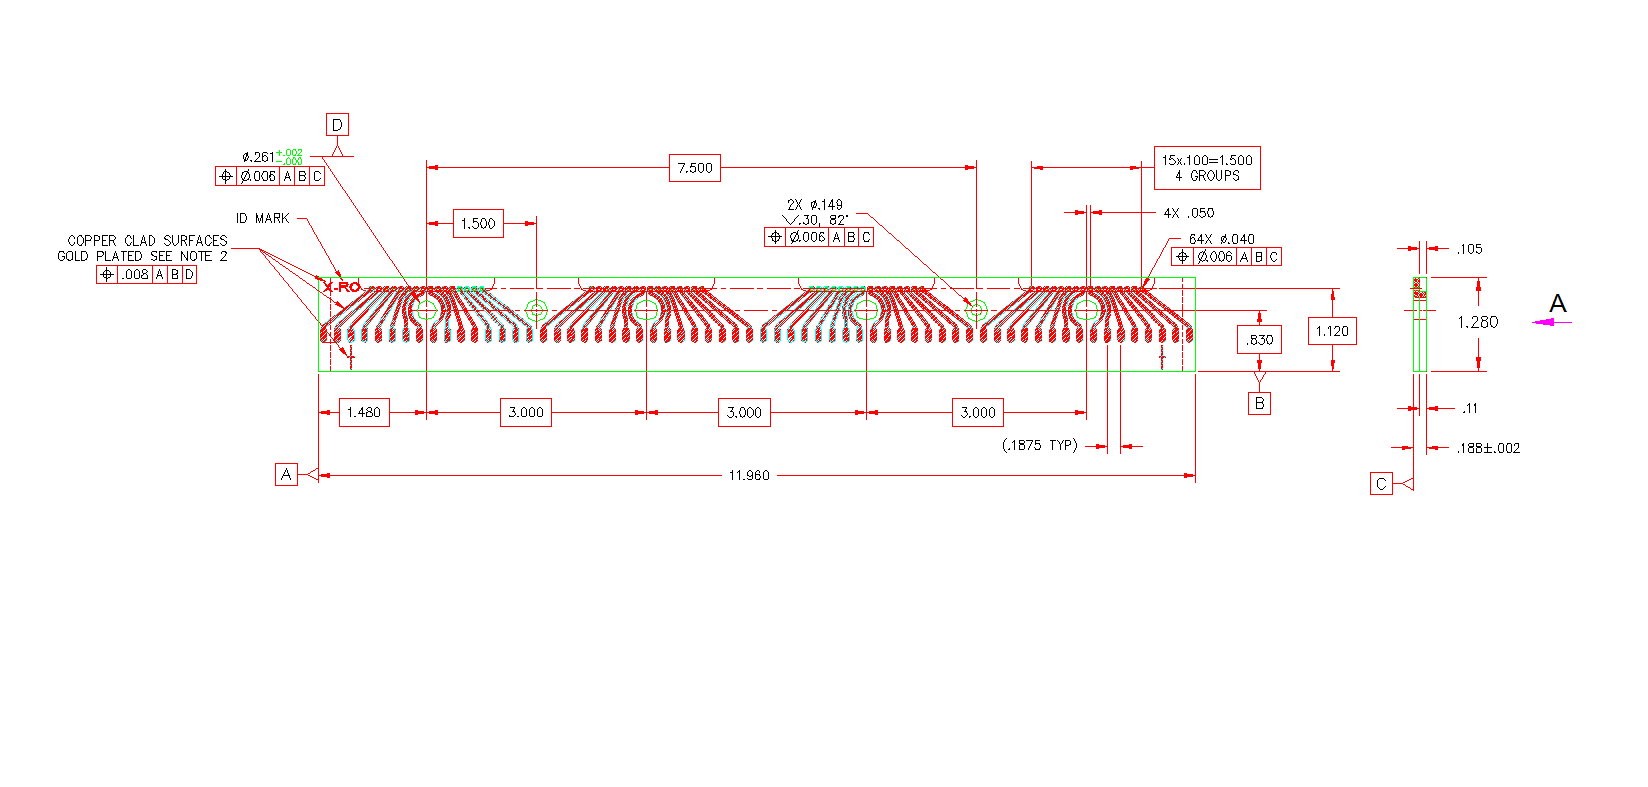 D
⌀.261 +.002
-.000
⌖ ⌀.006 A B C
7.500
15x.100=1.500
4 GROUPS
2X ⌀.149
⌵.30, 82°
⌖ ⌀.006 A B C
ID MARK
1.500
4X .050
COPPER CLAD SURFACES
GOLD PLATED SEE NOTE 2
⌖ .008 A B D
64X ⌀.040
⌖ ⌀.006 A B C
.105
X-RO
A
1.280
1.120
.830
B
1.480
3.000
3.000
3.000
.11
(.1875 TYP)
.188±.002
A
11.960
C